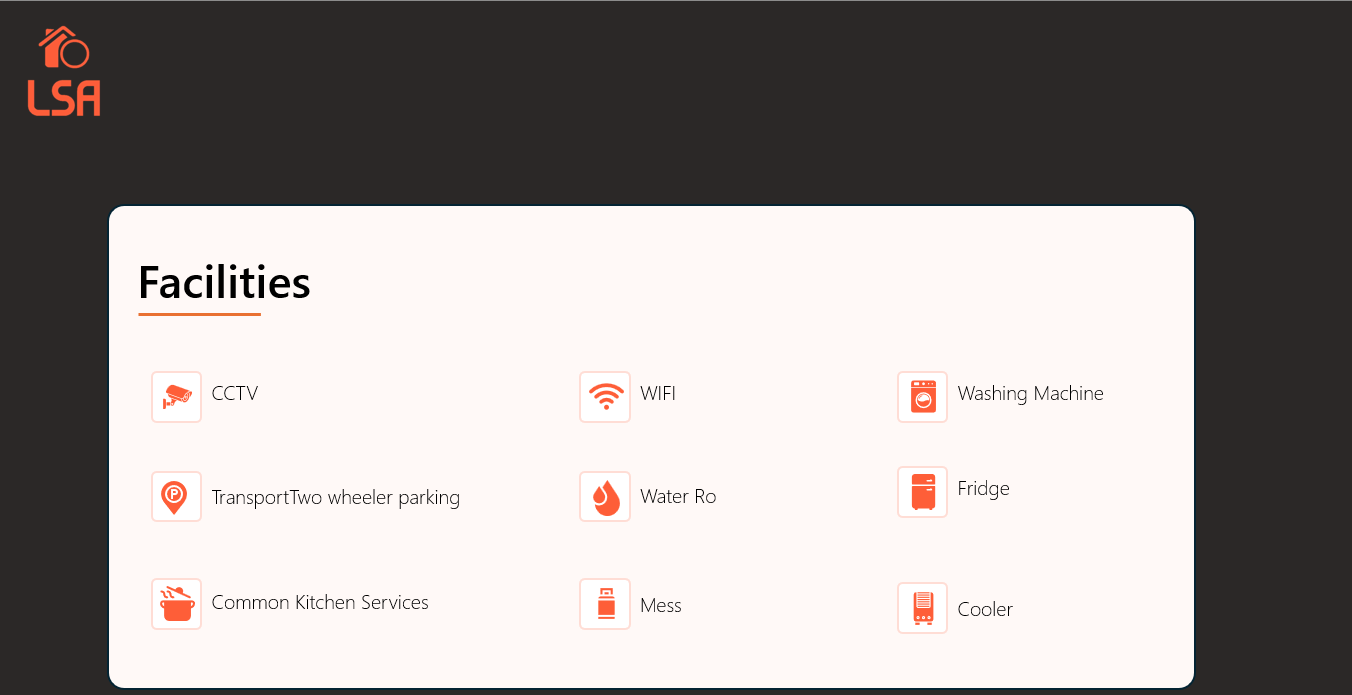 LSA
Facilities
CCTV
WIFI
Washing Machine
TransportTwo wheeler parking
Water Ro
Fridge
Common Kitchen Services
Mess
Cooler